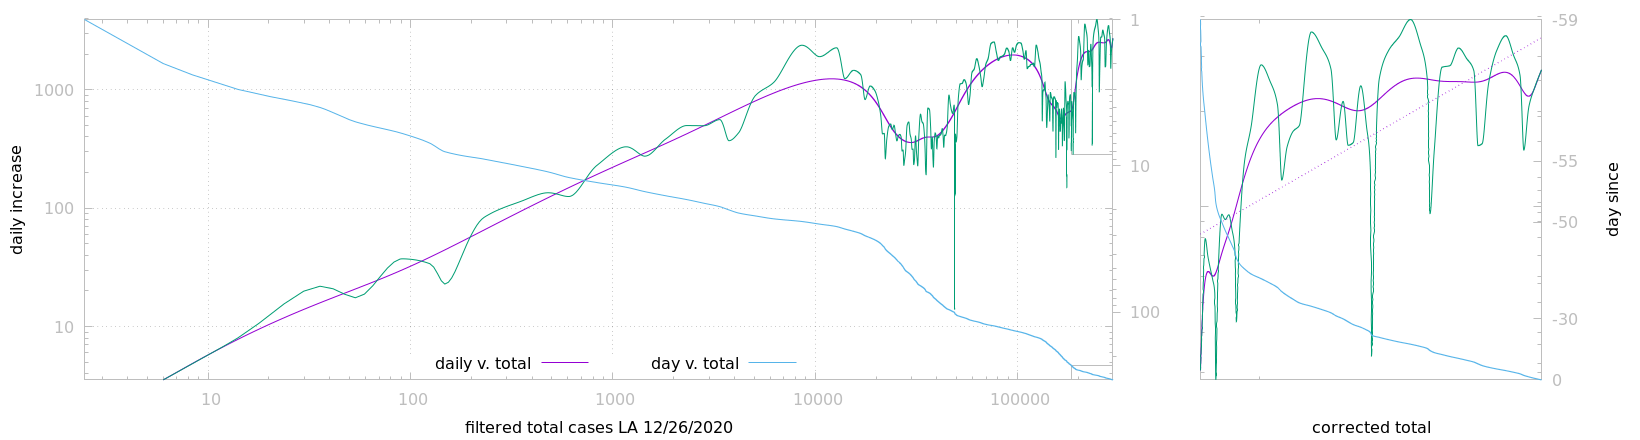 1000
100
10
daily increase
10
100
1000
10000
100000
filtered total cases LA 12/26/2020
daily v. total
day v. total
1
10
100
-59
-55
-50
-30
0
day since
corrected total